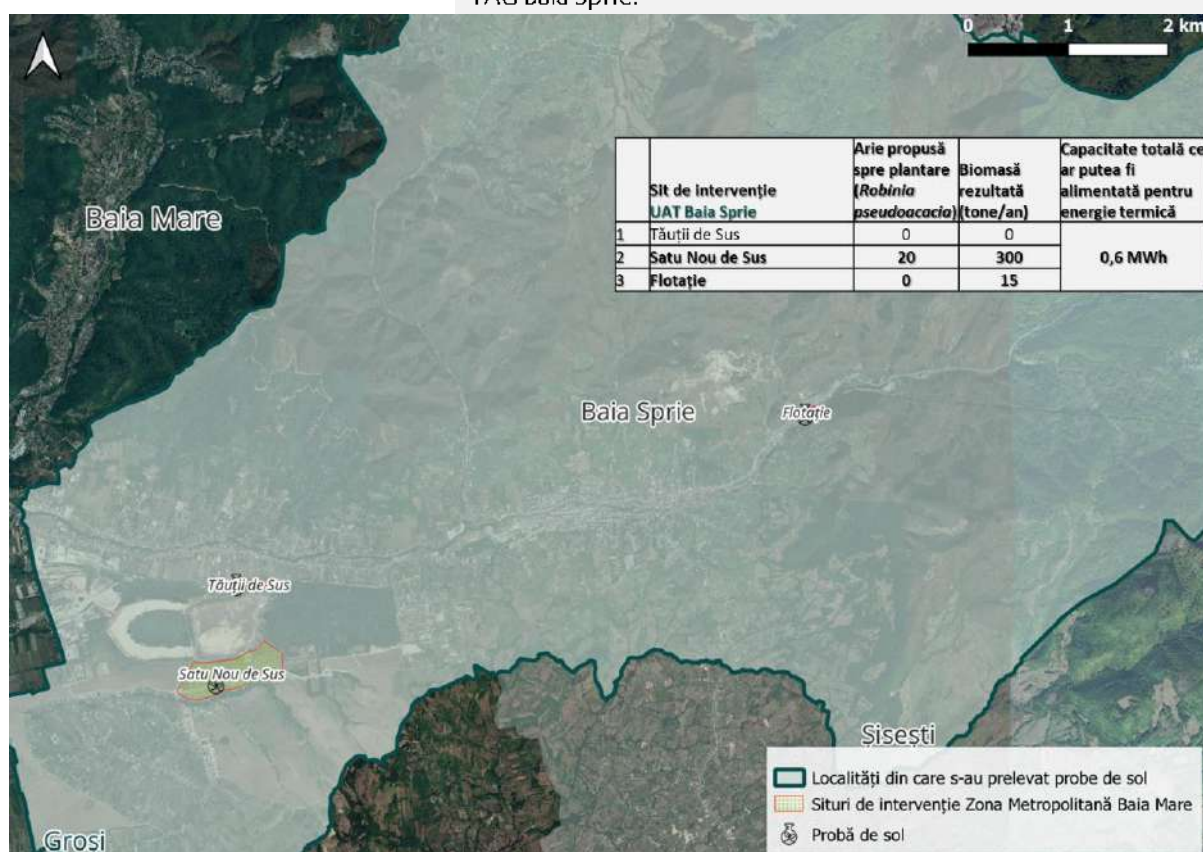 0 1 2 km
Arie propusă
spre plantare
(Robinia
pseudoacacia)
Biomasă
rezultată
(tone/an)
Capacitate totală ce
ar putea fi
alimentată pentru
energie termică
Sit de intervenție
UAT Baia Sprie
1 Tăuții de Sus 0 0
2 Satu Nou de Sus 20 300 0,6 MWh
3 Flotație 0 15
Baia Mare
Baia Sprie
Flotație
Tăuții de Sus
Satu Nou de Sus
Șișești
Localități din care s-au prelevat probe de sol
Situri de intervenție Zona Metropolitană Baia Mare
Probă de sol
Grosi